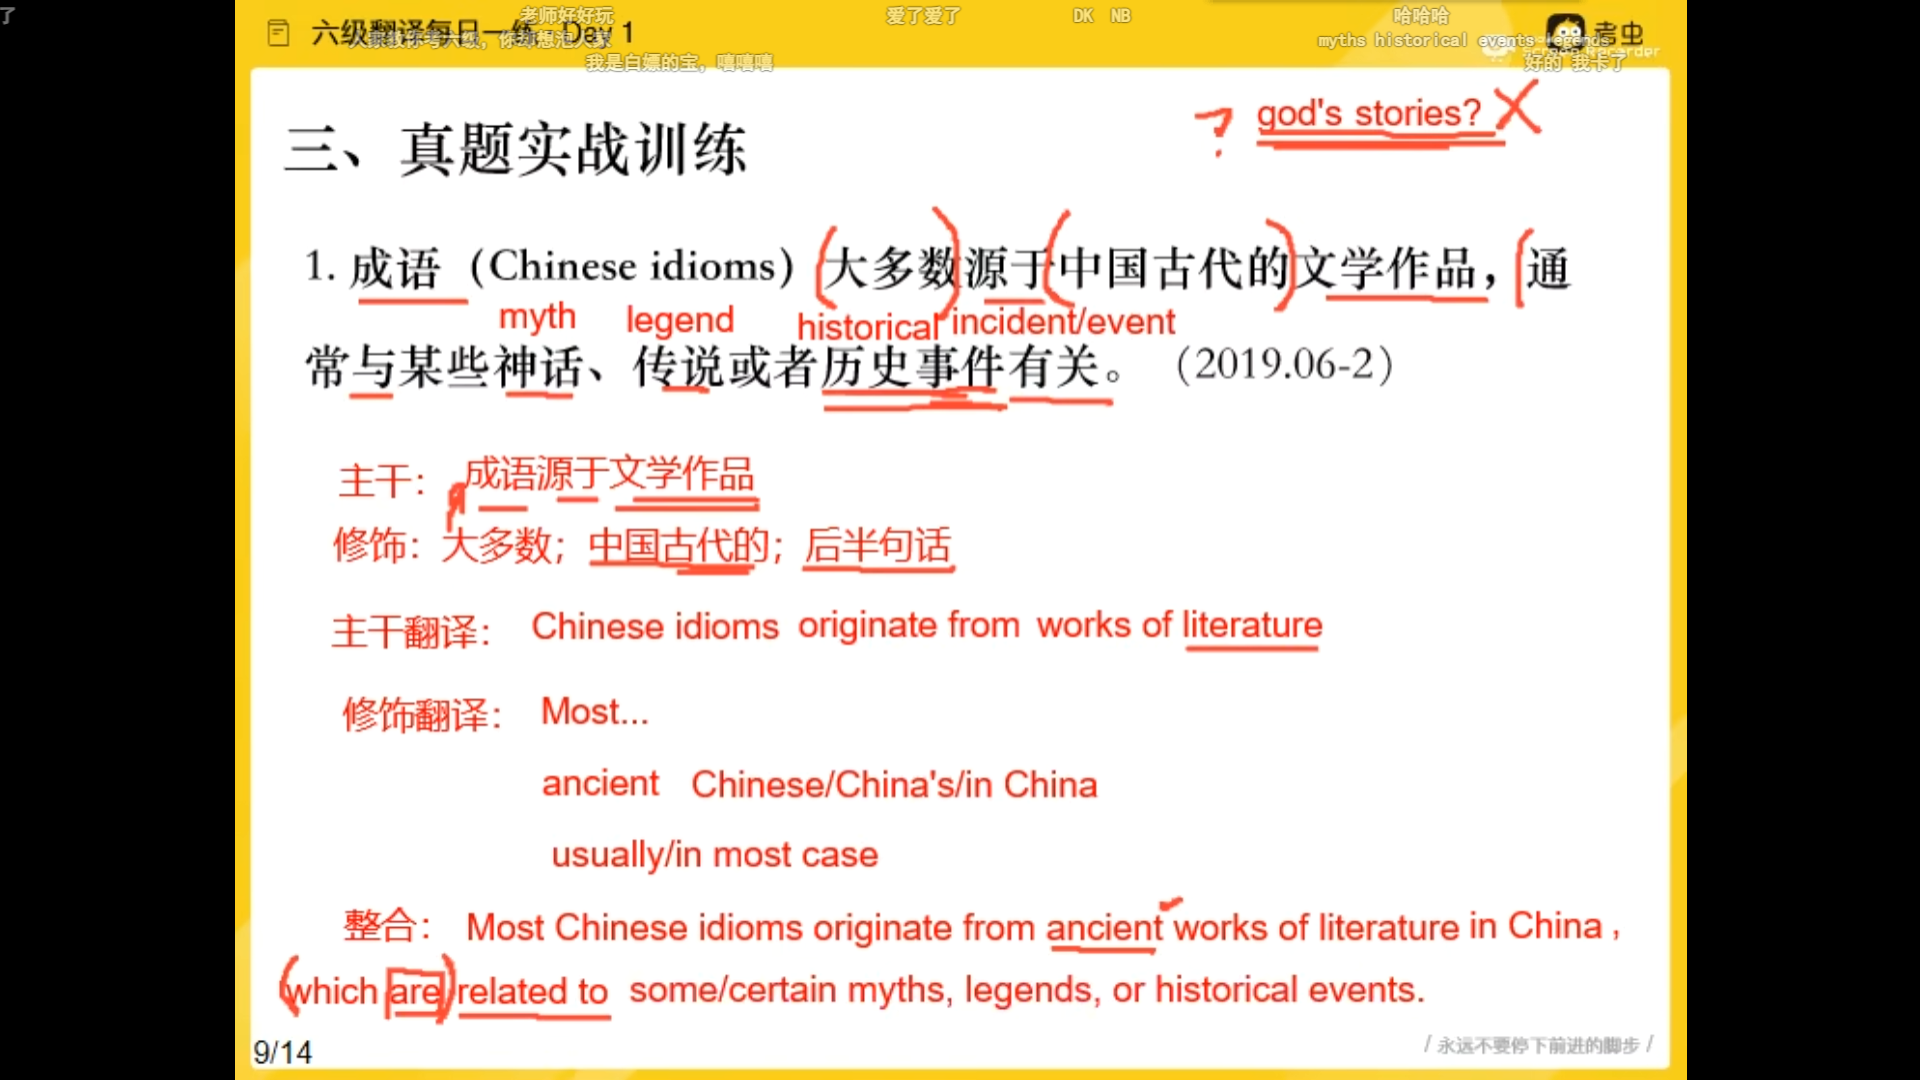 了
老师好好玩
爱了爱了
DK NB
哈哈哈
六级翻译每日一练 Day 1
myths historical events legends
考虫
我是白嫖的宝，嘻嘻嘻
好的 我卡了
三、真题实战训练
? god's stories?
1. 成语（Chinese idioms）大多数源于中国古代的文学作品，通
myth legend historical incident/event
常与某些神话、传说或者历史事件有关。（2019.06-2）
主干： 成语源于文学作品
修饰：大多数；中国古代的；后半句话
主干翻译： Chinese idioms originate from works of literature
修饰翻译： Most...
ancient Chinese/China's/in China
usually/in most case
整合： Most Chinese idioms originate from ancient works of literature in China ,
which are related to some/certain myths, legends, or historical events.
9/14
/ 永远不要停下前进的脚步 /